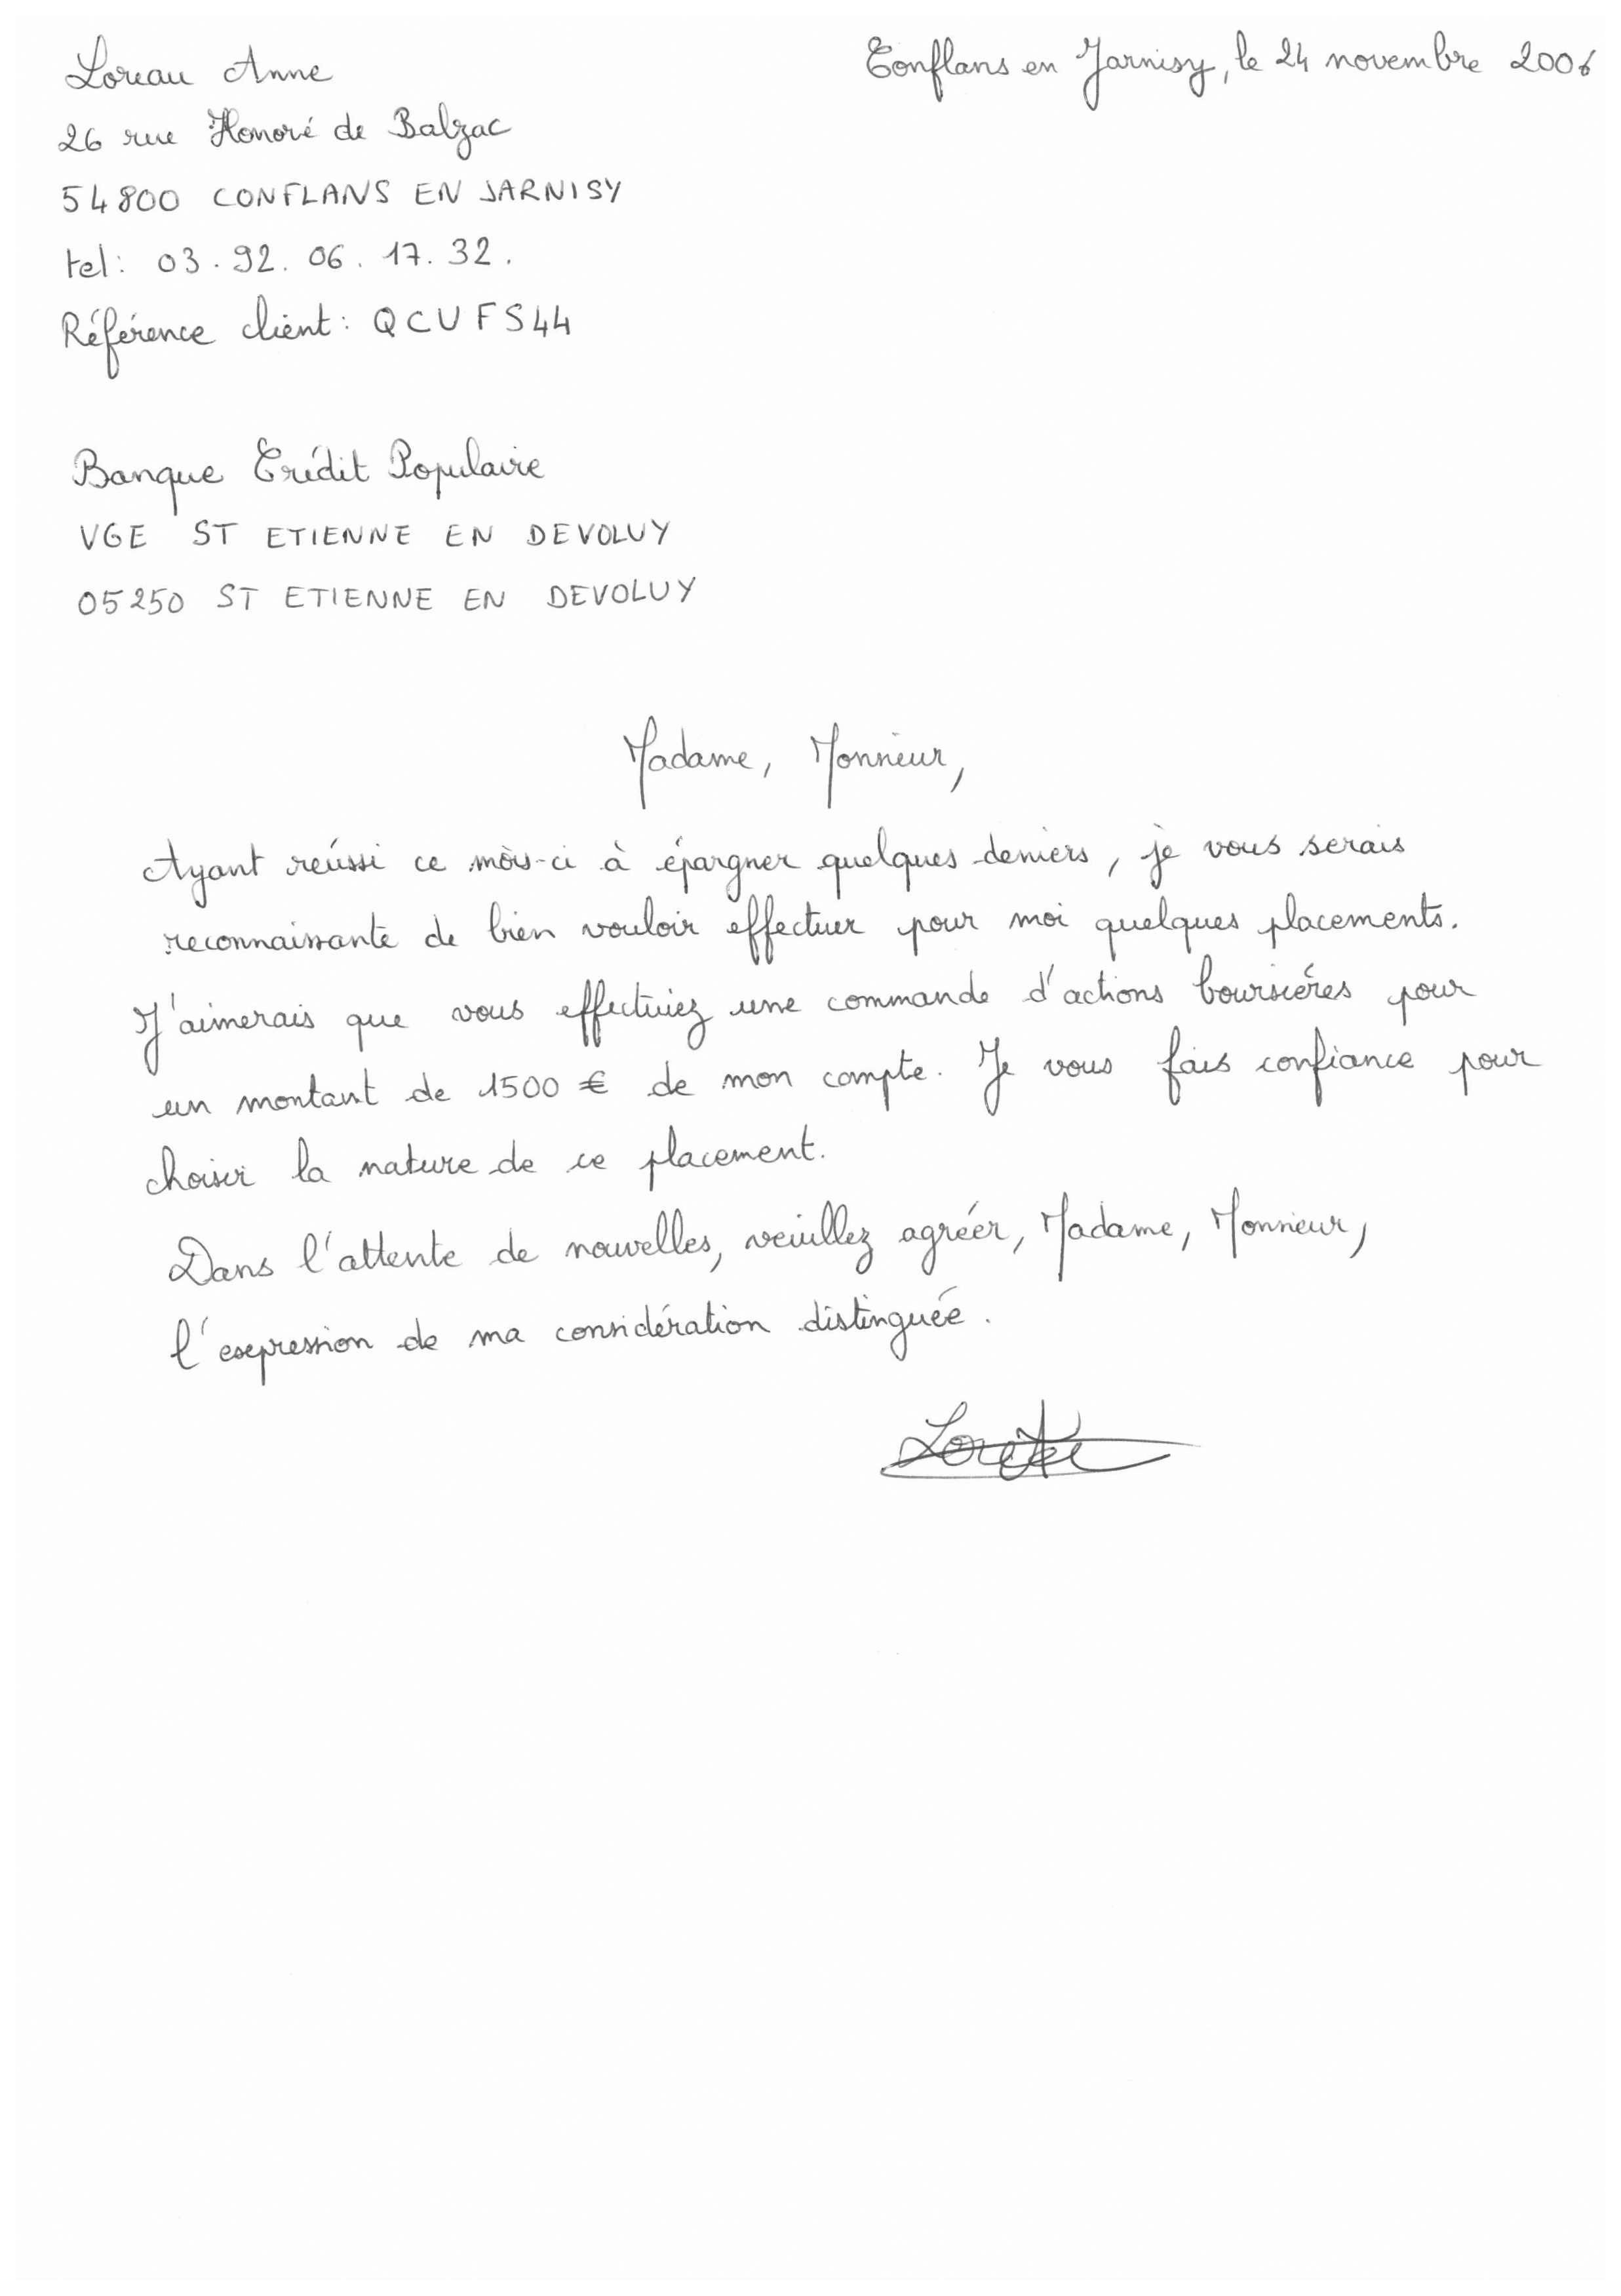 Loreau Anne
Conflans en Jarnisy, le 24 novembre 2006
26 rue Honoré de Balzac
54800 CONFLANS EN JARNISY
tel: 03.92.06.17.32.
Référence client: QCUFS44
Banque Crédit Populaire
VGE ST ETIENNE EN DEVOLUY
05250 ST ETIENNE EN DEVOLUY
Madame, Monsieur,
Ayant réussi ce mois-ci à épargner quelques deniers, je vous serais
reconnaissante de bien vouloir effectuer pour moi quelques placements.
J'aimerais que vous effectuiez une commande d'actions boursières pour
un montant de 1500 € de mon compte. Je vous fais confiance pour
choisir la nature de ce placement.
Dans l'attente de nouvelles, veuillez agréer, Madame, Monsieur,
l'expression de ma considération distinguée.